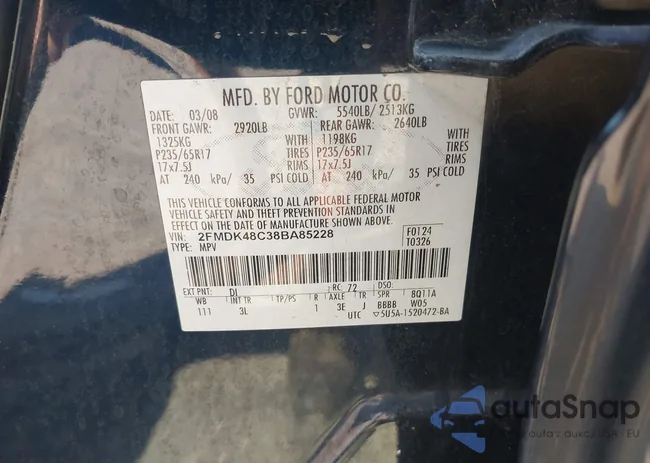 MFD. BY FORD MOTOR CO.
DATE: 03/08 GVWR: 5540LB/ 2513KG
FRONT GAWR: 2920LB REAR GAWR: 2640LB
1325KG WITH 1198KG WITH
P235/65R17 TIRES P235/65R17 TIRES
17x7.5J RIMS 17x7.5J RIMS
AT 240 kPa/ 35 PSI COLD AT 240 kPa/ 35 PSI COLD
THIS VEHICLE CONFORMS TO ALL APPLICABLE FEDERAL MOTOR
VEHICLE SAFETY AND THEFT PREVENTION STANDARDS IN
EFFECT ON THE DATE OF MANUFACTURE SHOWN ABOVE.
VIN: 2FMDK48C38BA85228 F0124
TYPE: MPV T0326
EXT PNT: DI RC: 72 DSO:
WB INT TR TP/PS R AXLE TR SPR 8Q11A
111 3L 1 3E J BBBB W05
UTC 5U5A-1520472-BA
autaSnap